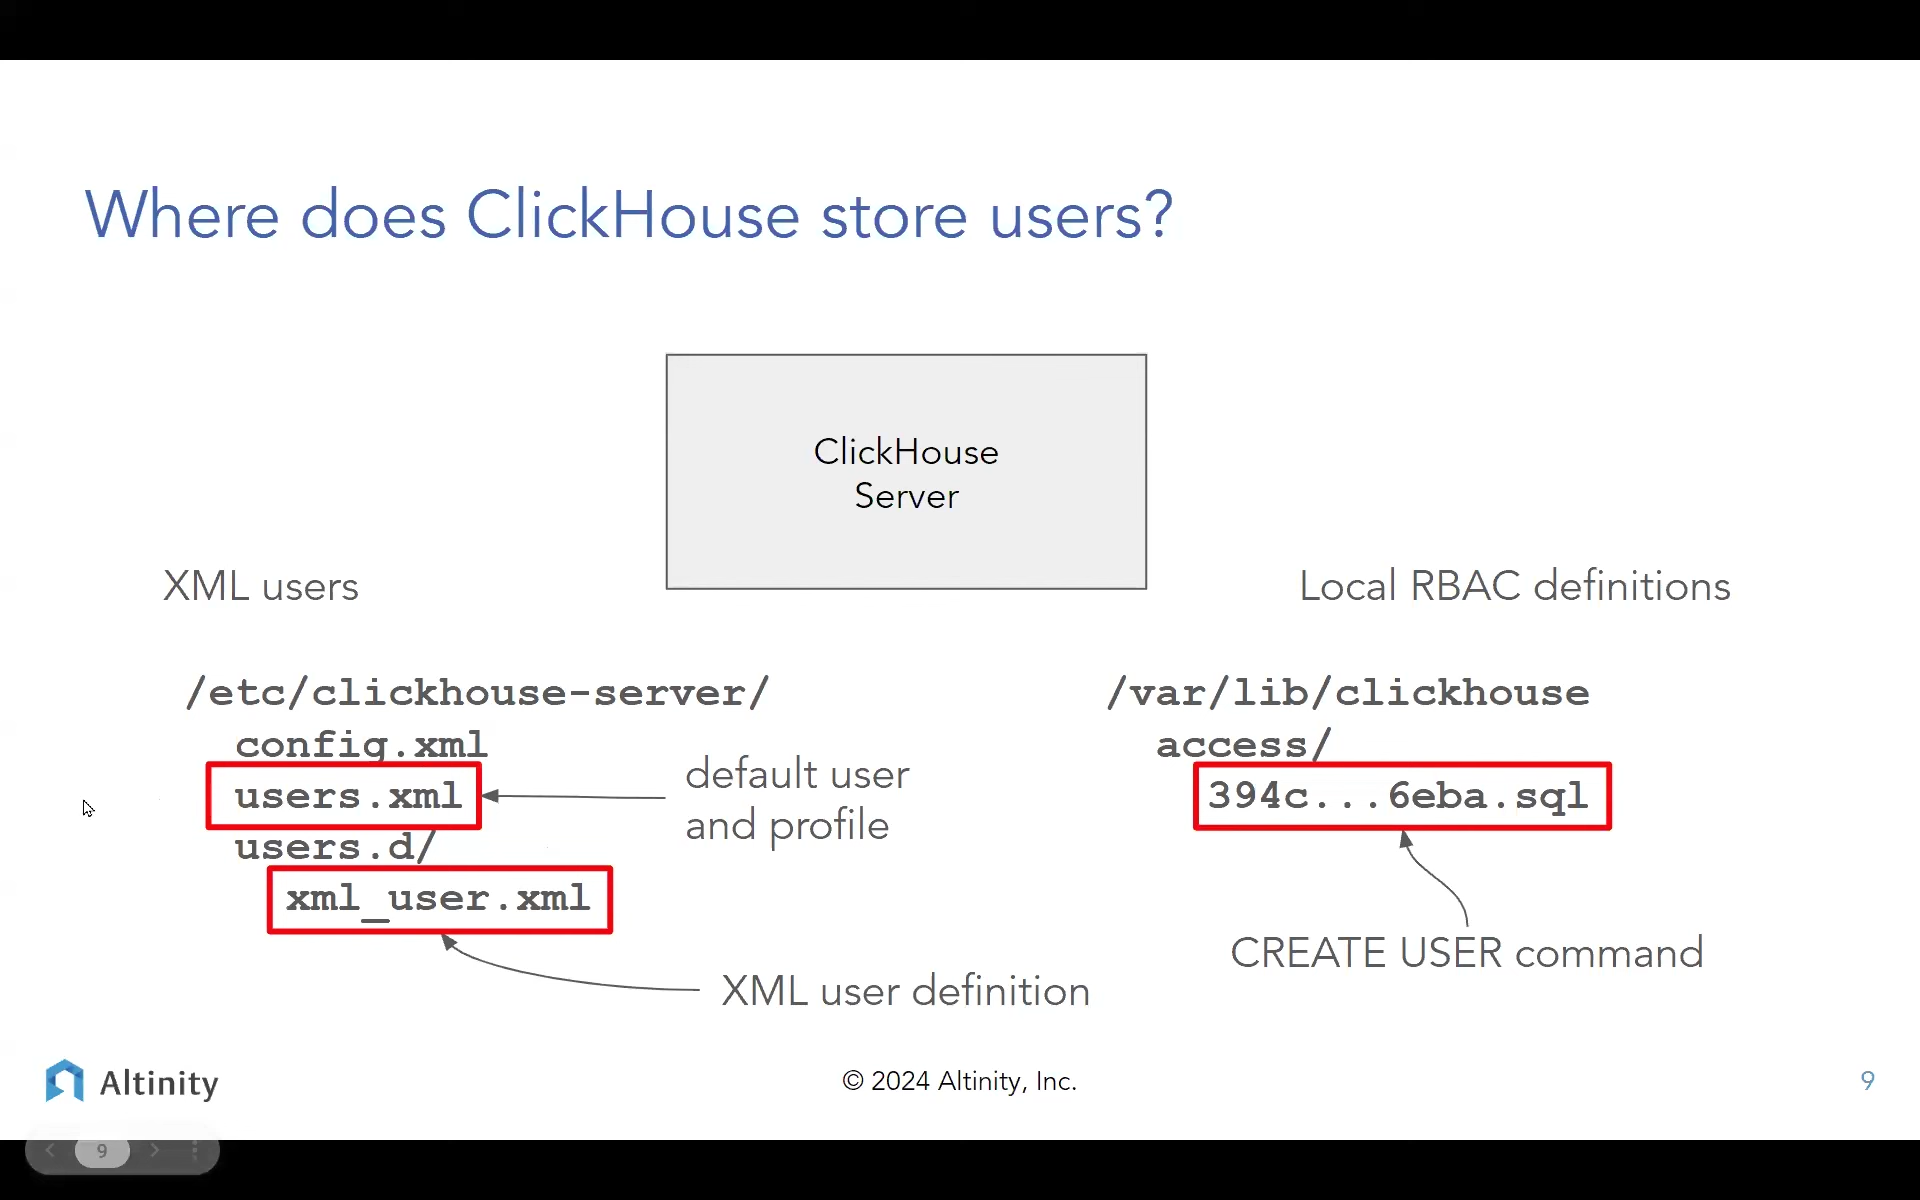 Where does ClickHouse store users?
ClickHouse
Server
XML users
Local RBAC definitions
/etc/clickhouse-server/
config.xml
users.xml
users.d/
xml_user.xml
default user
and profile
XML user definition
/var/lib/clickhouse
access/
394c...6eba.sql
CREATE USER command
Altinity
© 2024 Altinity, Inc.
9
9